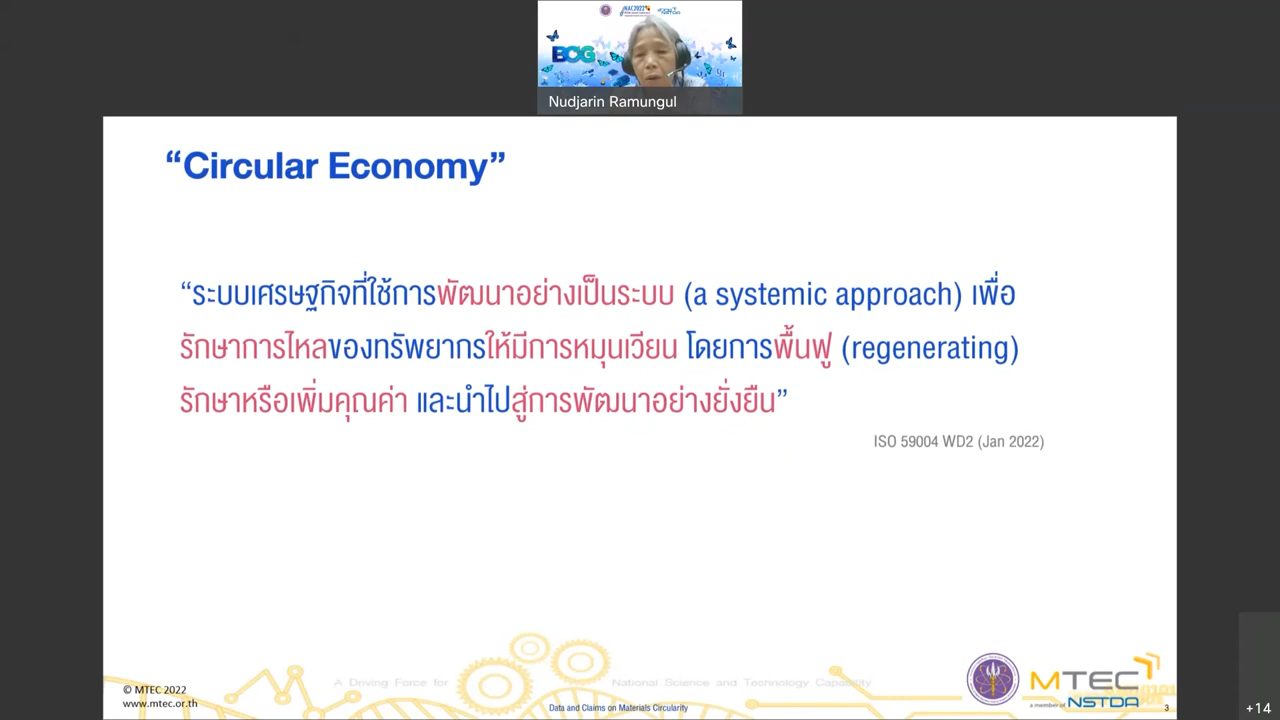 NAC2022
NSTDA
BCG
Nudjarin Ramungul
“Circular Economy”
“ระบบเศรษฐกิจที่ใช้การพัฒนาอย่างเป็นระบบ (a systemic approach) เพื่อ
รักษาการไหลของทรัพยากรให้มีการหมุนเวียน โดยการพื้นฟู (regenerating)
รักษาหรือเพิ่มคุณค่า และนำไปสู่การพัฒนาอย่างยั่งยืน”
ISO 59004 WD2 (Jan 2022)
A Driving Force for National Science and Technology Capability
© MTEC 2022
www.mtec.or.th
Data and Claims on Materials Circularity
MTEC
a member of NSTDA
3
+14